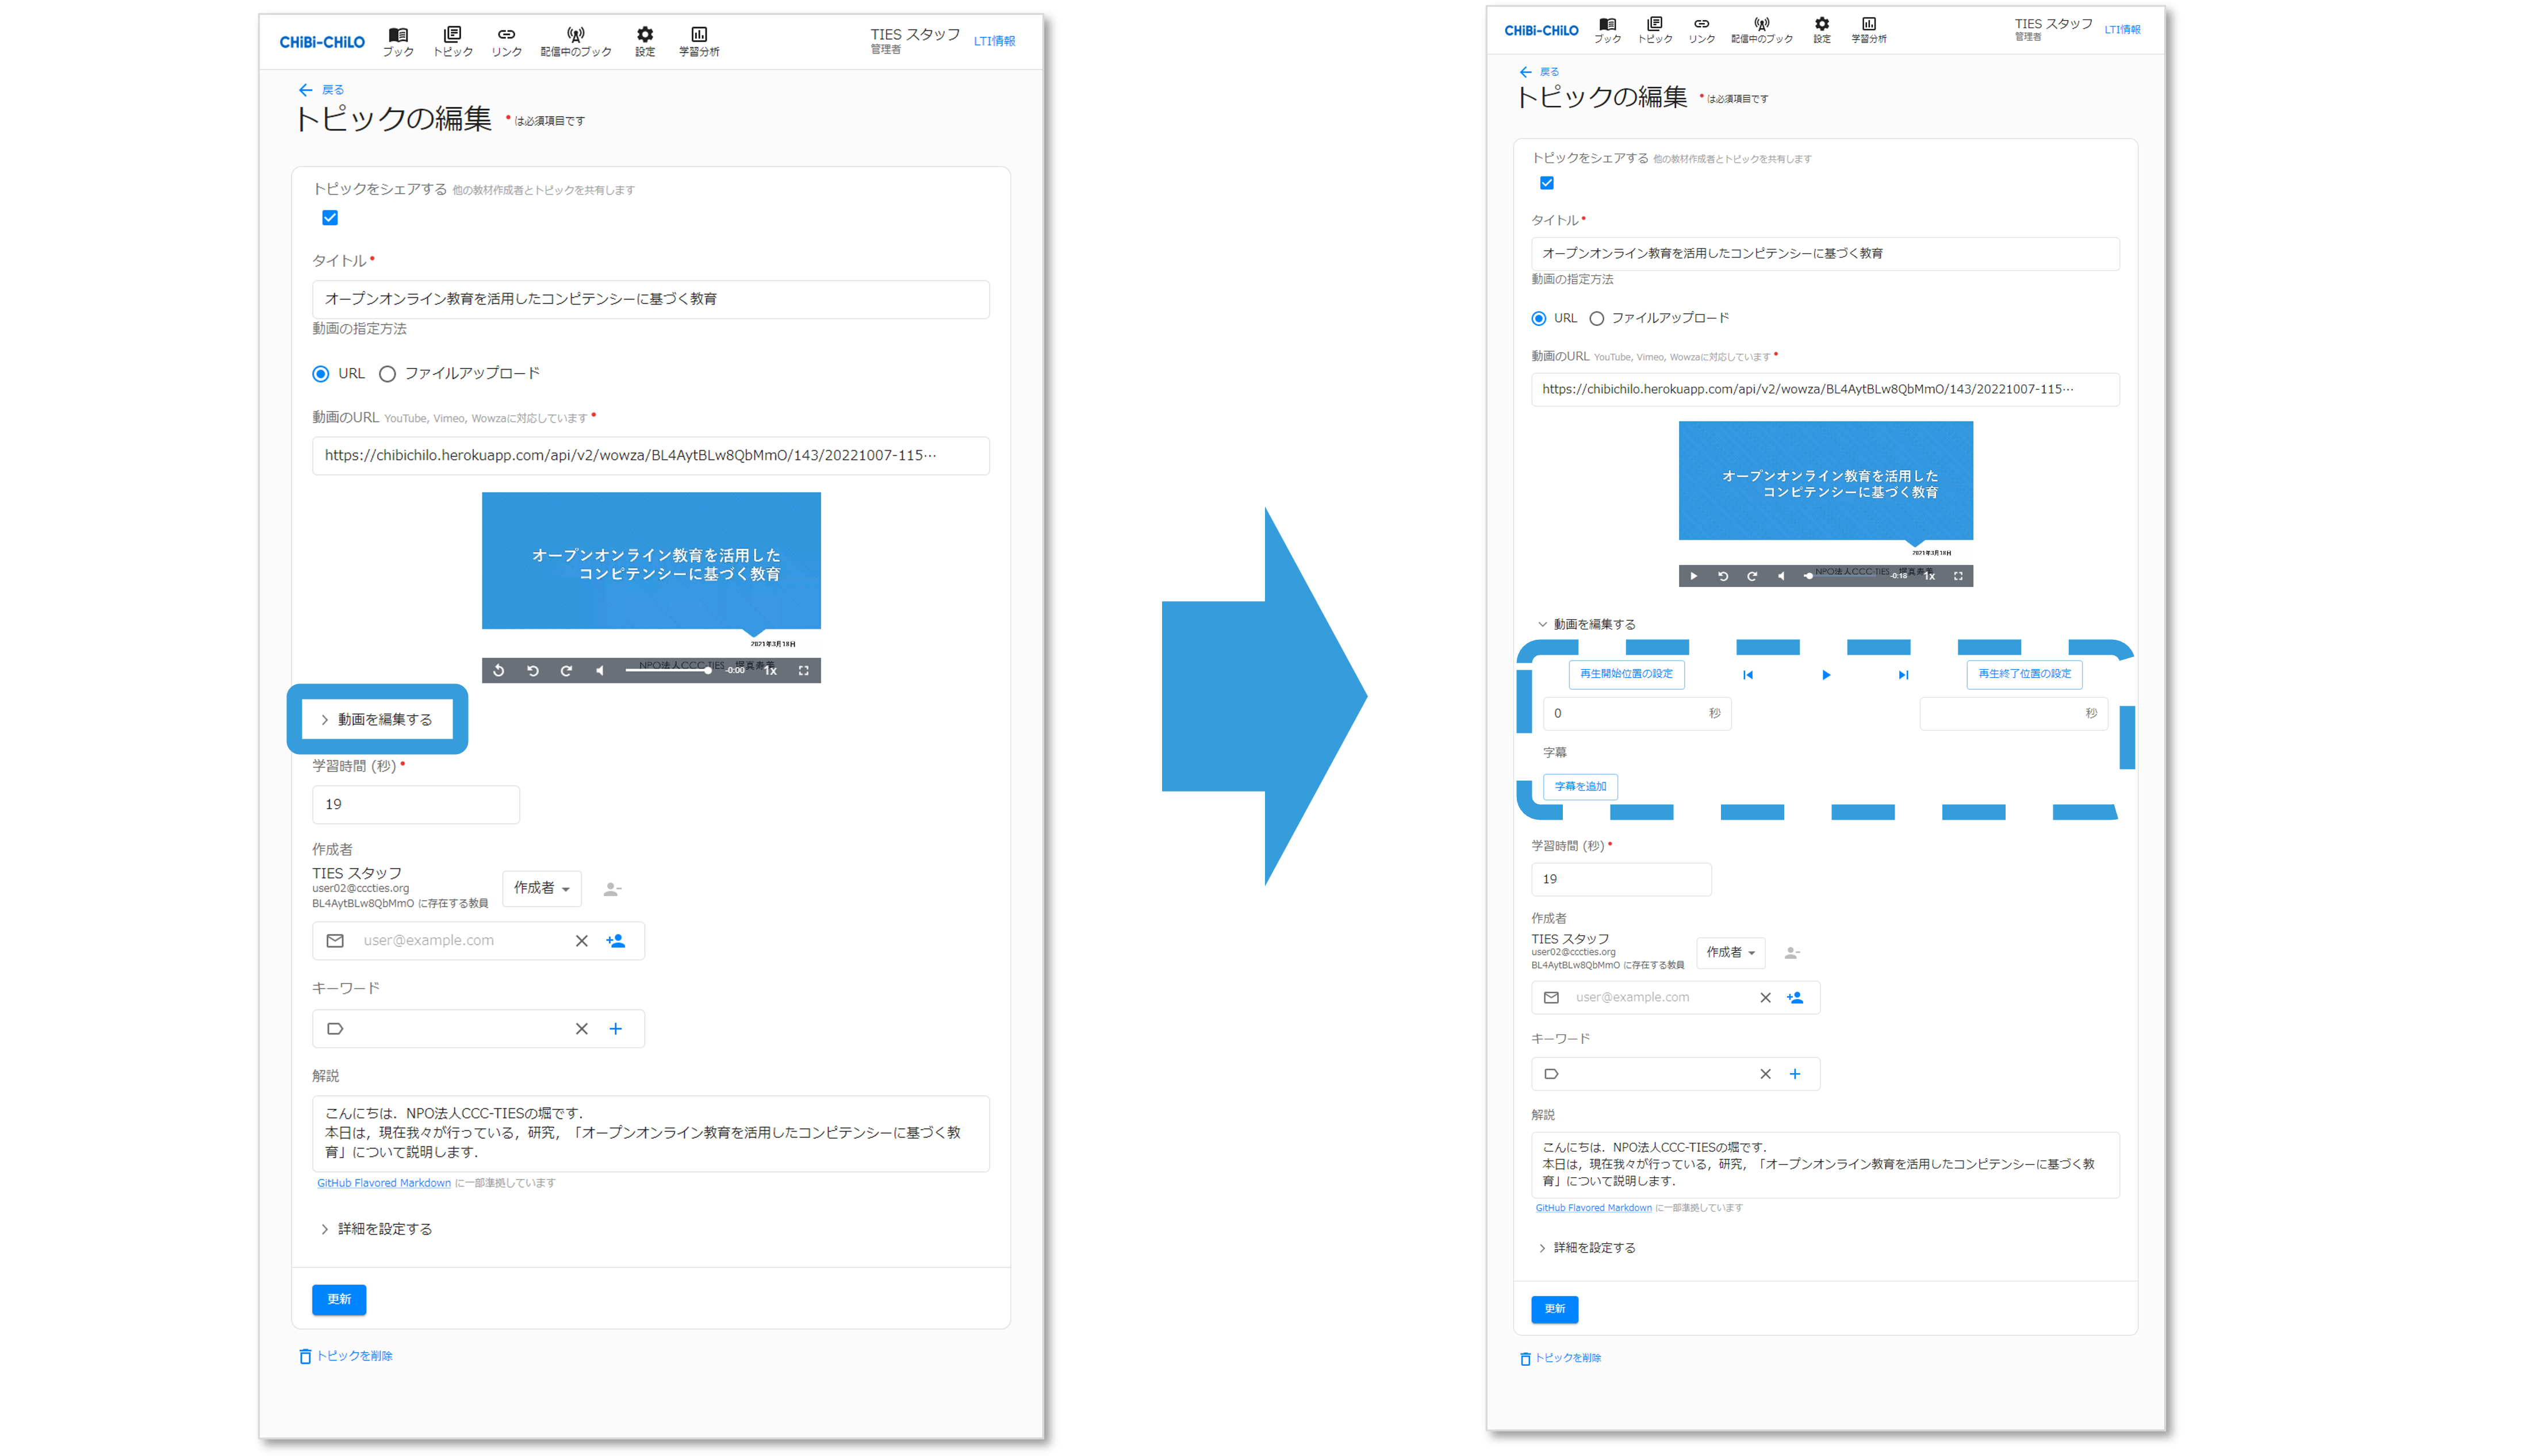 CHiBi-CHiLO
ブック
トピック
リンク
配信中のブック
設定
学習分析
TIES スタッフ
管理者
LTI情報
戻る
トピックの編集 * は必須項目です
トピックをシェアする 他の教材作成者とトピックを共有します
タイトル *
オープンオンライン教育を活用したコンピテンシーに基づく教育
動画の指定方法
URL ファイルアップロード
動画のURL YouTube, Vimeo, Wowzaに対応しています *
https://chibichilo.herokuapp.com/api/v2/wowza/BL4AytBLw8QbMmO/143/20221007-115…
オープンオンライン教育を活用した
コンピテンシーに基づく教育
2021年3月18日
NPO法人CCC-TIES 堀真寿美
-0:00 1x
動画を編集する
学習時間 (秒) *
19
作成者
TIES スタッフ
user02@cccties.org
BL4AytBLw8QbMmO に存在する教員
作成者
user@example.com
キーワード
解説
こんにちは．NPO法人CCC-TIESの堀です．
本日は，現在我々が行っている，研究，「オープンオンライン教育を活用したコンピテンシーに基づく教
育」について説明します．
GitHub Flavored Markdown に一部準拠しています
詳細を設定する
更新
トピックを削除
CHiBi-CHiLO
ブック
トピック
リンク
配信中のブック
設定
学習分析
TIES スタッフ
管理者
LTI情報
戻る
トピックの編集 * は必須項目です
トピックをシェアする 他の教材作成者とトピックを共有します
タイトル *
オープンオンライン教育を活用したコンピテンシーに基づく教育
動画の指定方法
URL ファイルアップロード
動画のURL YouTube, Vimeo, Wowzaに対応しています *
https://chibichilo.herokuapp.com/api/v2/wowza/BL4AytBLw8QbMmO/143/20221007-115…
オープンオンライン教育を活用した
コンピテンシーに基づく教育
2021年3月18日
NPO法人CCC-TIES 堀真寿美
-0:18 1x
動画を編集する
再生開始位置の設定
再生終了位置の設定
0 秒
秒
字幕
字幕を追加
学習時間 (秒) *
19
作成者
TIES スタッフ
user02@cccties.org
BL4AytBLw8QbMmO に存在する教員
作成者
user@example.com
キーワード
解説
こんにちは．NPO法人CCC-TIESの堀です．
本日は，現在我々が行っている，研究，「オープンオンライン教育を活用したコンピテンシーに基づく教
育」について説明します．
GitHub Flavored Markdown に一部準拠しています
詳細を設定する
更新
トピックを削除